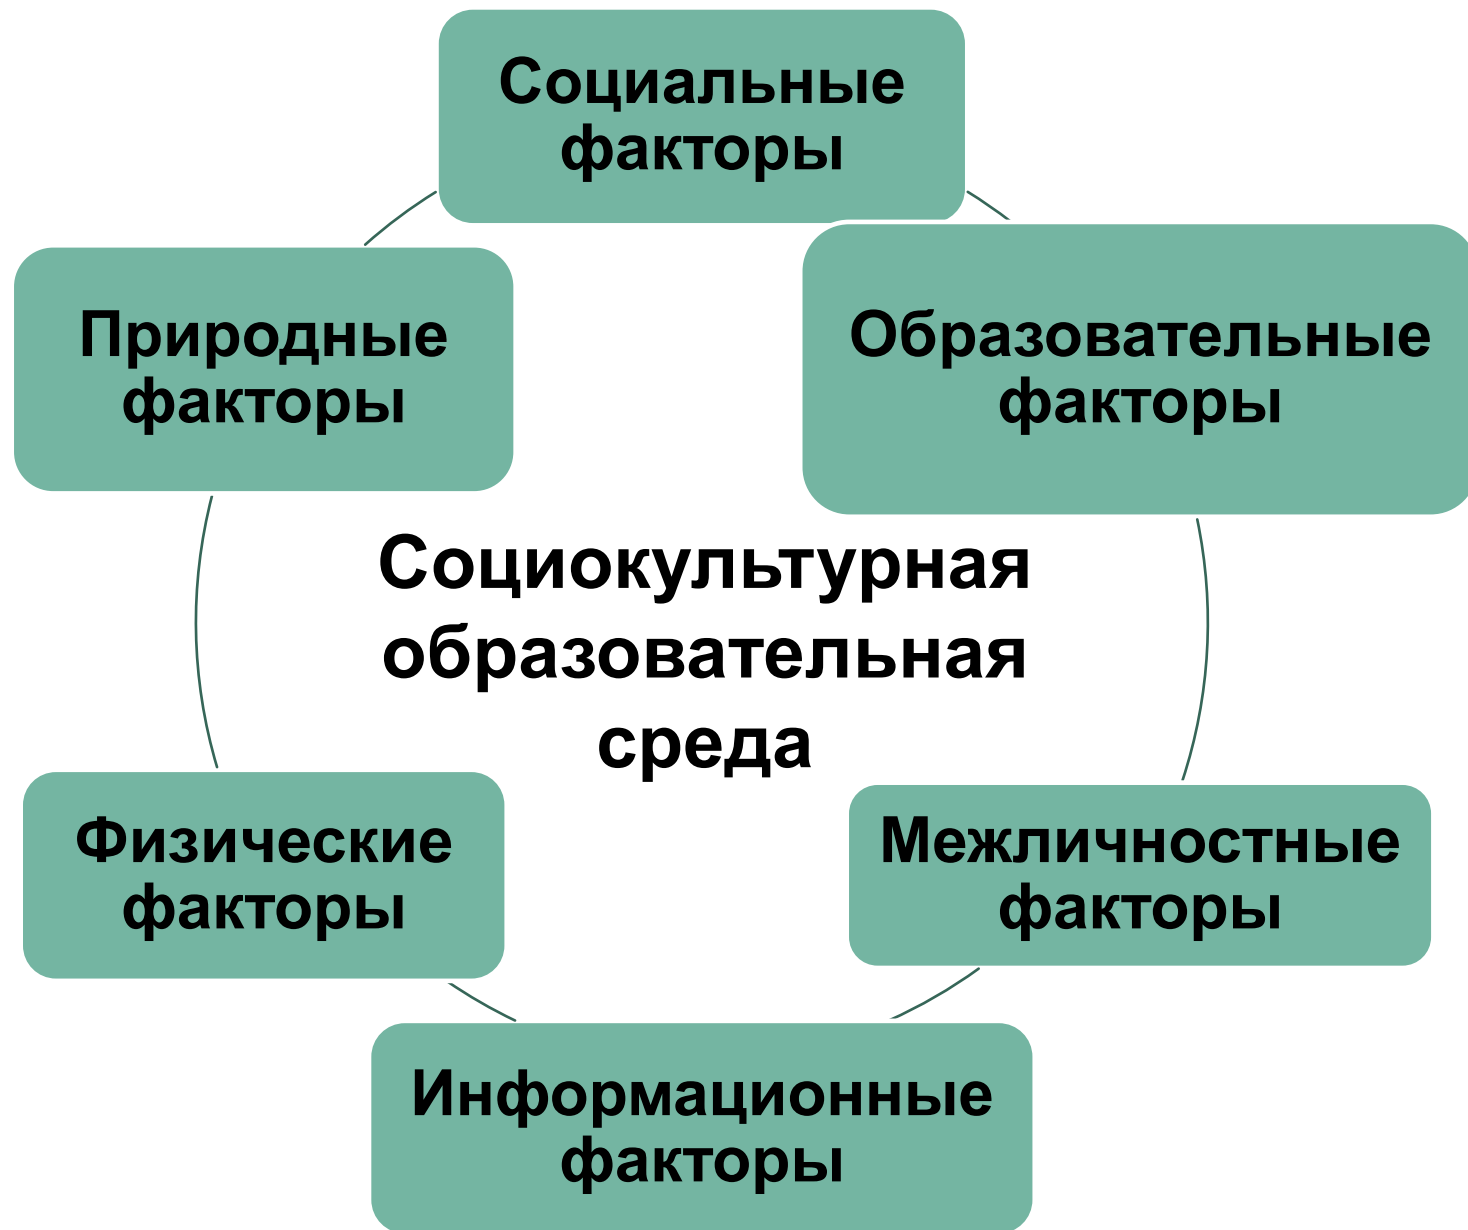 Социальные
факторы
Природные
факторы
Образовательные
факторы
Социокультурная
образовательная
среда
Физические
факторы
Межличностные
факторы
Информационные
факторы